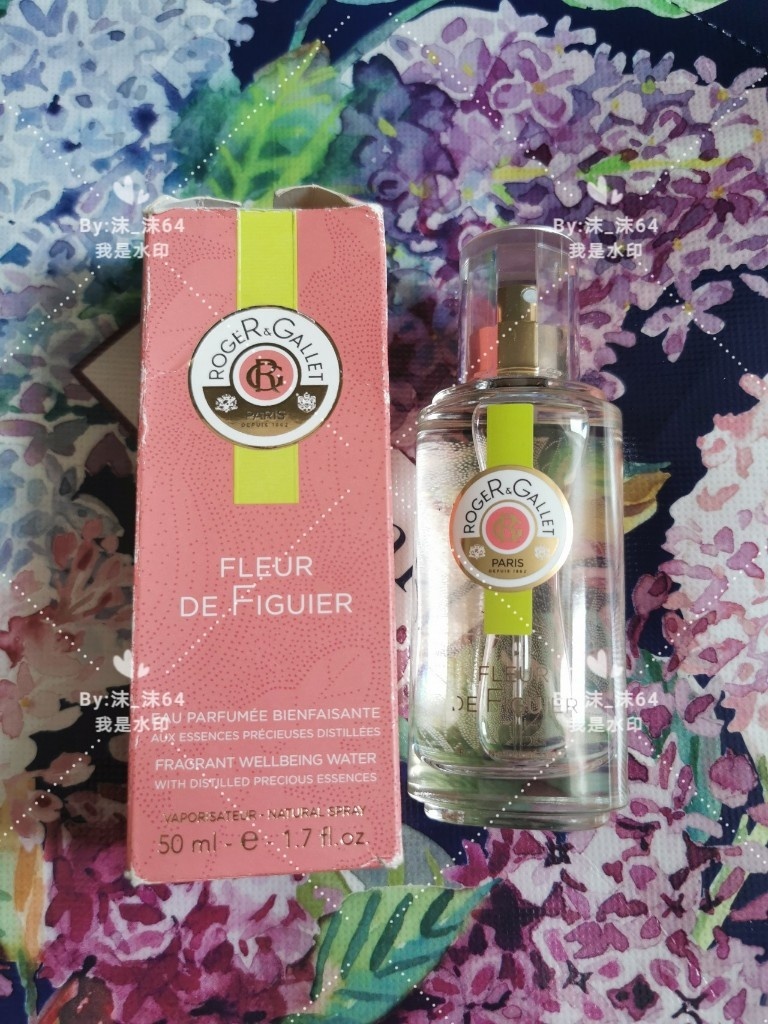 By:沫_沫64
我是水印
By:沫_沫64
我是水印
ROGER & GALLET
RG
PARIS
DEPUIS 1862
ROGER & GALLET
RG
PARIS
DEPUIS 1862
FLEUR
DE FIGUIER
FLEUR
DE FIGUIER
By:沫_沫64
我是水印
By:沫_沫64
我是水印
EAU PARFUMÉE BIENFAISANTE
AUX ESSENCES PRÉCIEUSES DISTILLÉES
FRAGRANT WELLBEING WATER
WITH DISTILLED PRECIOUS ESSENCES
VAPORISATEUR - NATURAL SPRAY
50 ml - e - 1.7 fl.oz.